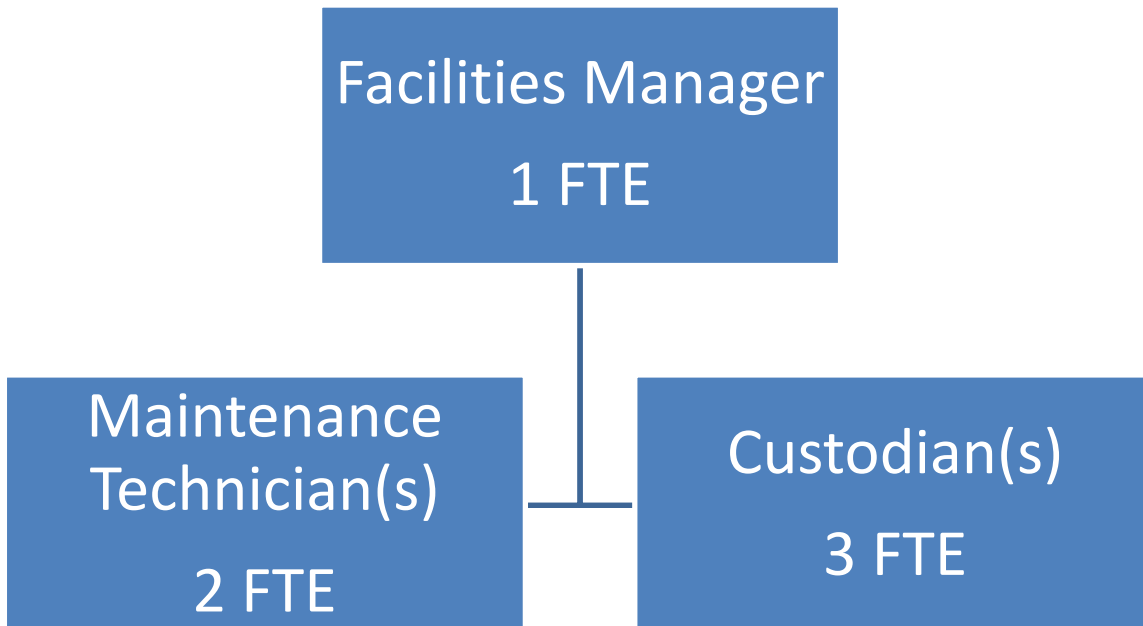 Facilities Manager
1 FTE
Maintenance
Technician(s)
2 FTE
Custodian(s)
3 FTE